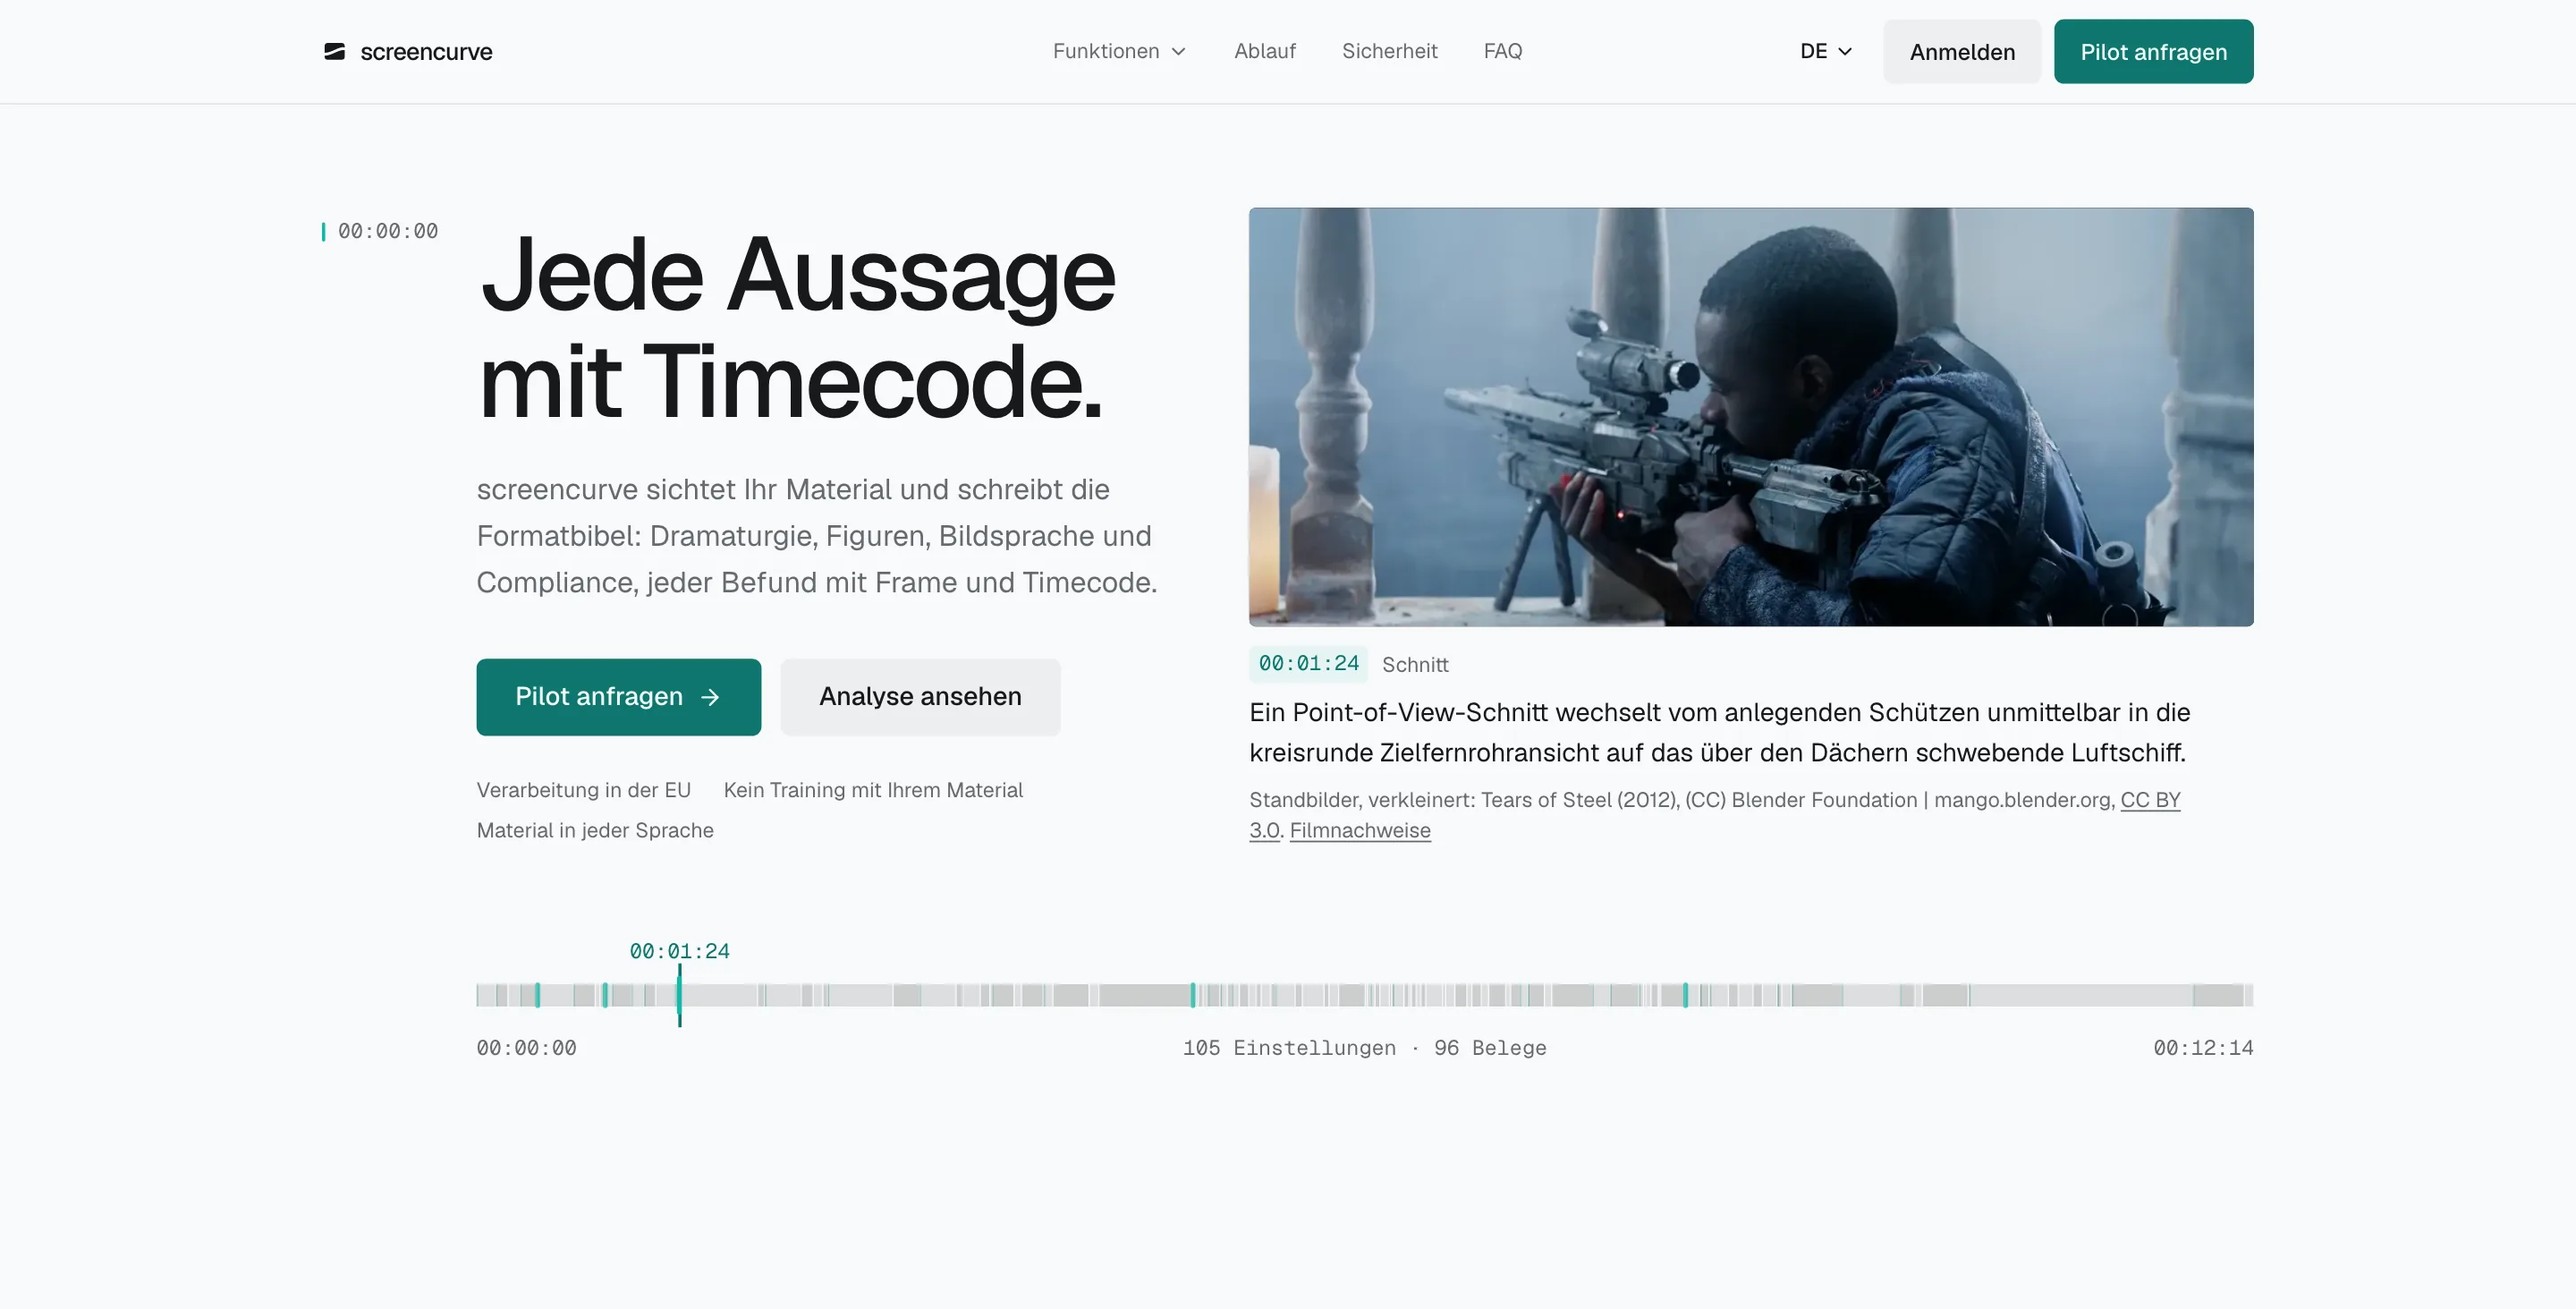 screencurve
Funktionen
Ablauf
Sicherheit
FAQ
DE
Anmelden
Pilot anfragen
00:00:00
Jede Aussage
mit Timecode.
screencurve sichtet Ihr Material und schreibt die
Formatbibel: Dramaturgie, Figuren, Bildsprache und
Compliance, jeder Befund mit Frame und Timecode.
Pilot anfragen →
Analyse ansehen
Verarbeitung in der EU
Kein Training mit Ihrem Material
Material in jeder Sprache
00:01:24 Schnitt
Ein Point-of-View-Schnitt wechselt vom anlegenden Schützen unmittelbar in die
kreisrunde Zielfernrohransicht auf das über den Dächern schwebende Luftschiff.
Standbilder, verkleinert: Tears of Steel (2012), (CC) Blender Foundation | mango.blender.org, CC BY
3.0. Filmnachweise
00:01:24
00:00:00
105 Einstellungen · 96 Belege
00:12:14